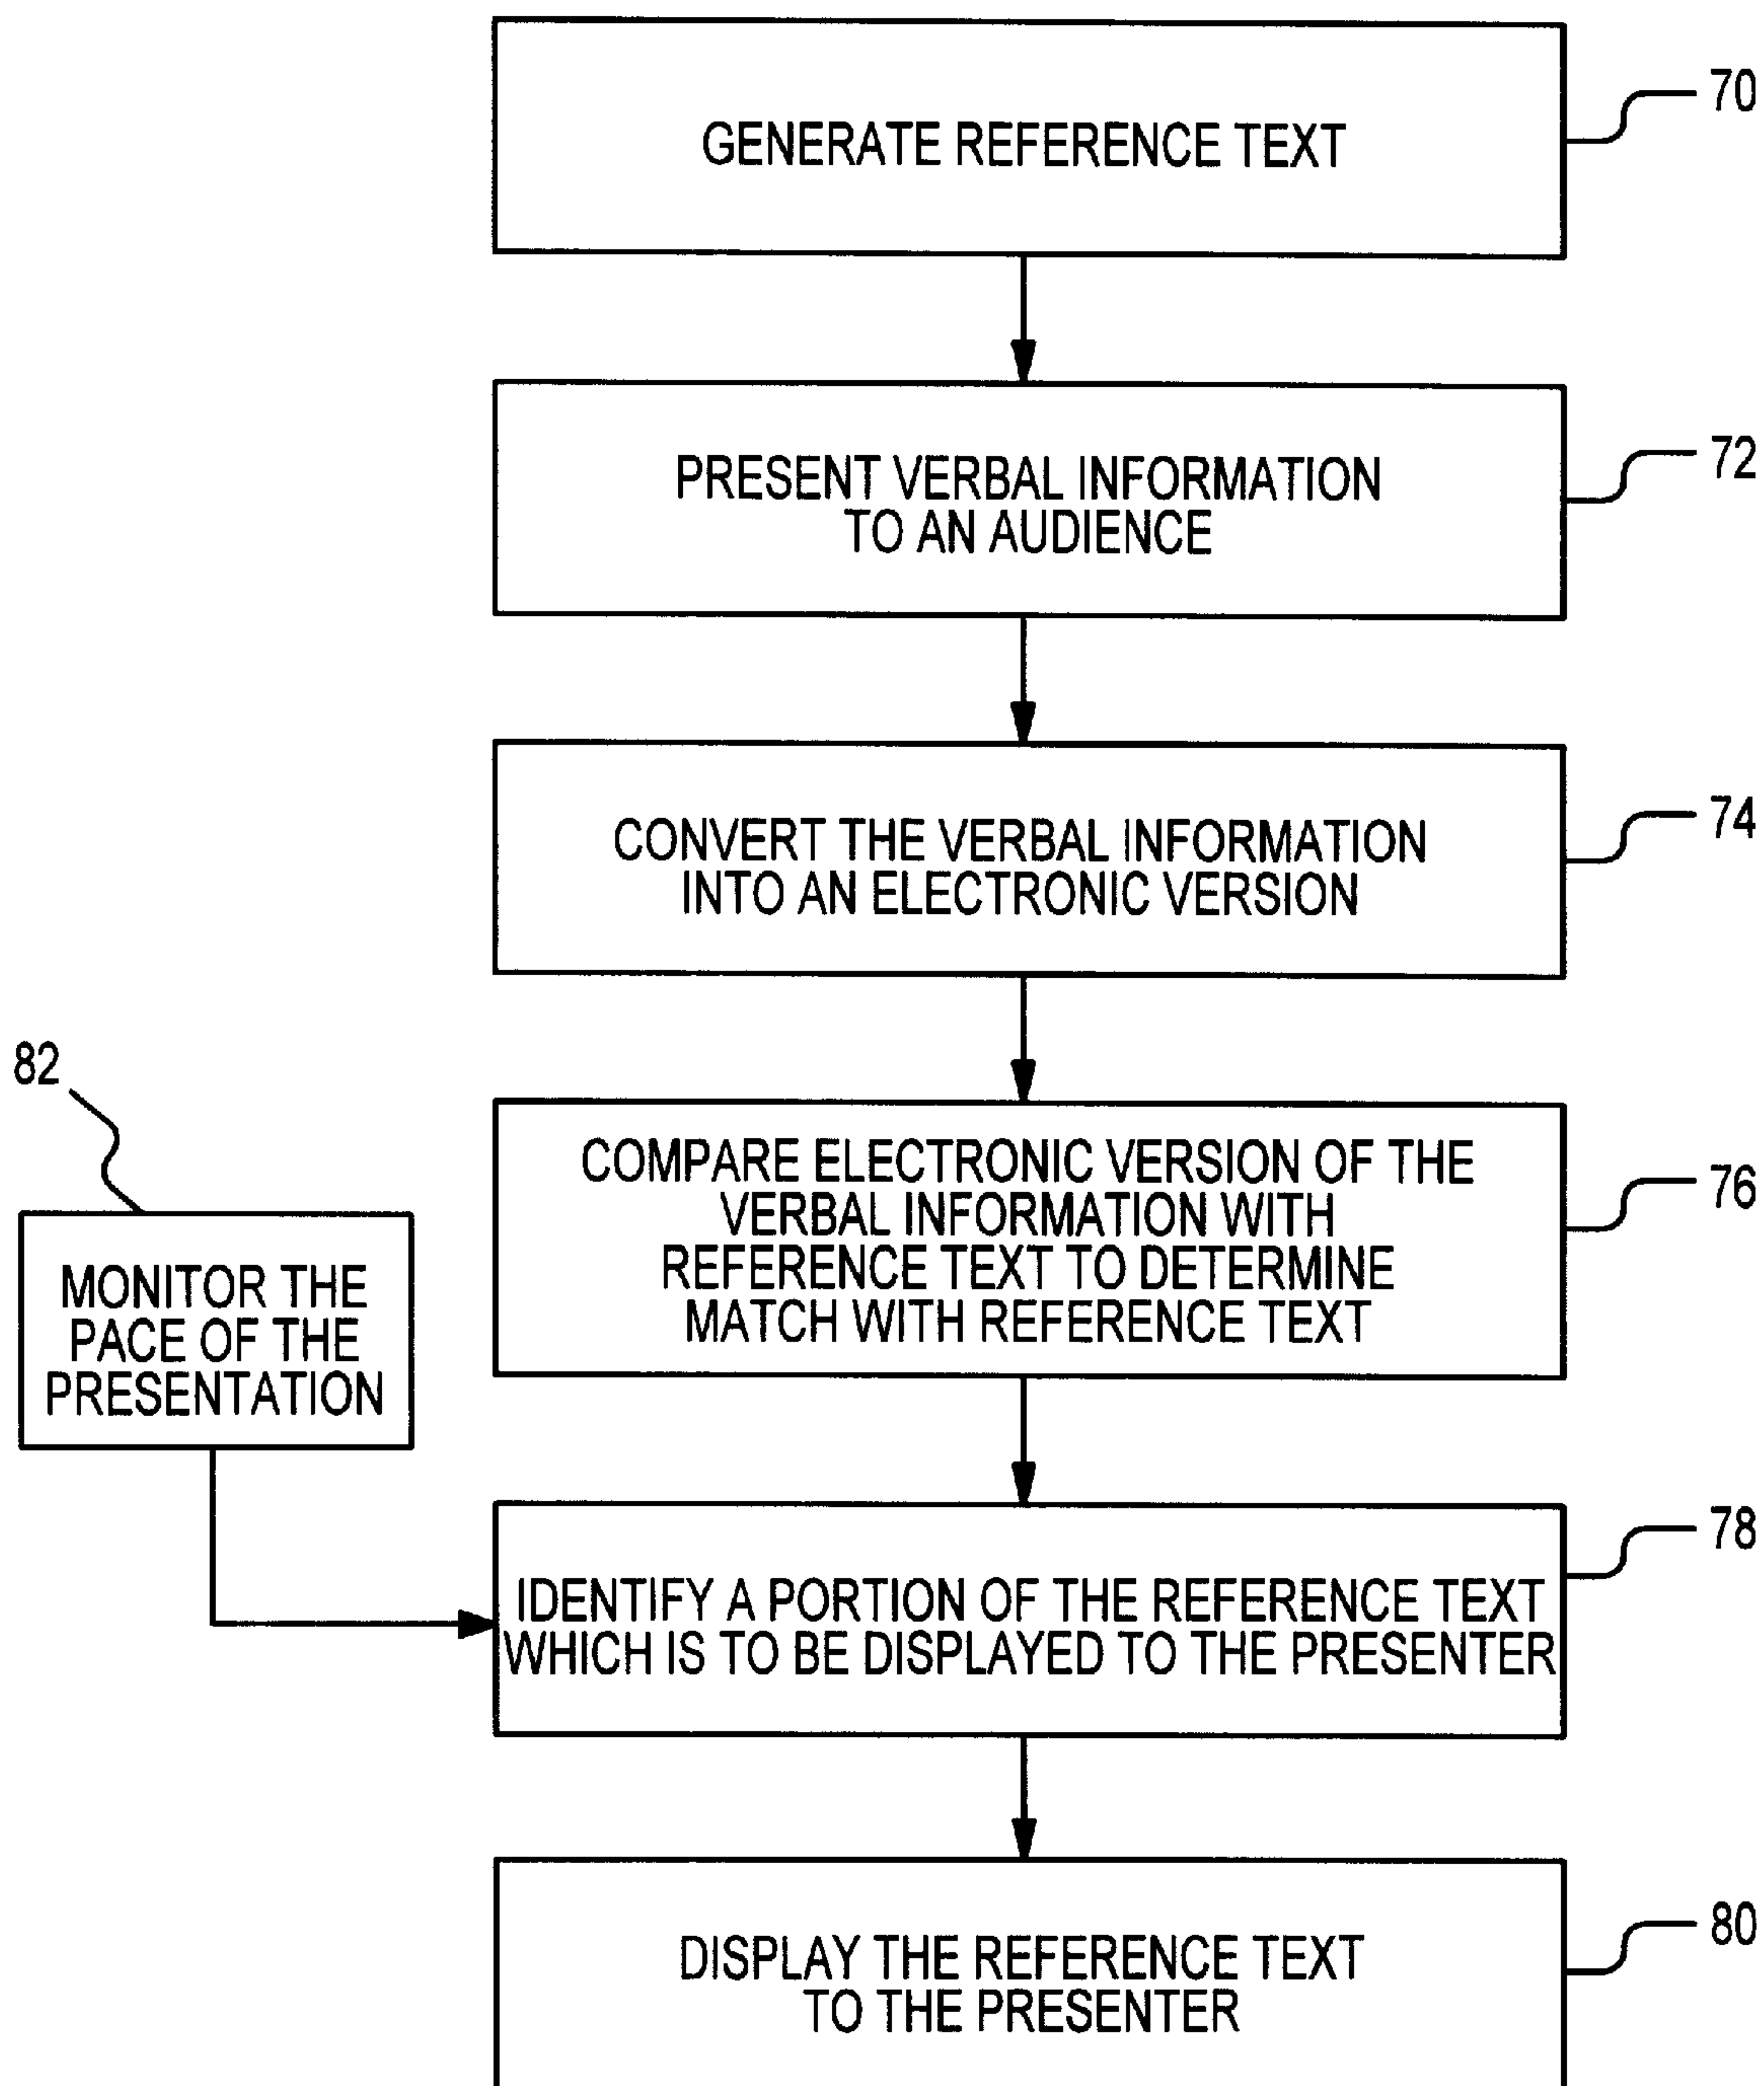 GENERATE REFERENCE TEXT
70
PRESENT VERBAL INFORMATION
TO AN AUDIENCE
72
CONVERT THE VERBAL INFORMATION
INTO AN ELECTRONIC VERSION
74
COMPARE ELECTRONIC VERSION OF THE
VERBAL INFORMATION WITH
REFERENCE TEXT TO DETERMINE
MATCH WITH REFERENCE TEXT
76
82
MONITOR THE
PACE OF THE
PRESENTATION
IDENTIFY A PORTION OF THE REFERENCE TEXT
WHICH IS TO BE DISPLAYED TO THE PRESENTER
78
DISPLAY THE REFERENCE TEXT
TO THE PRESENTER
80